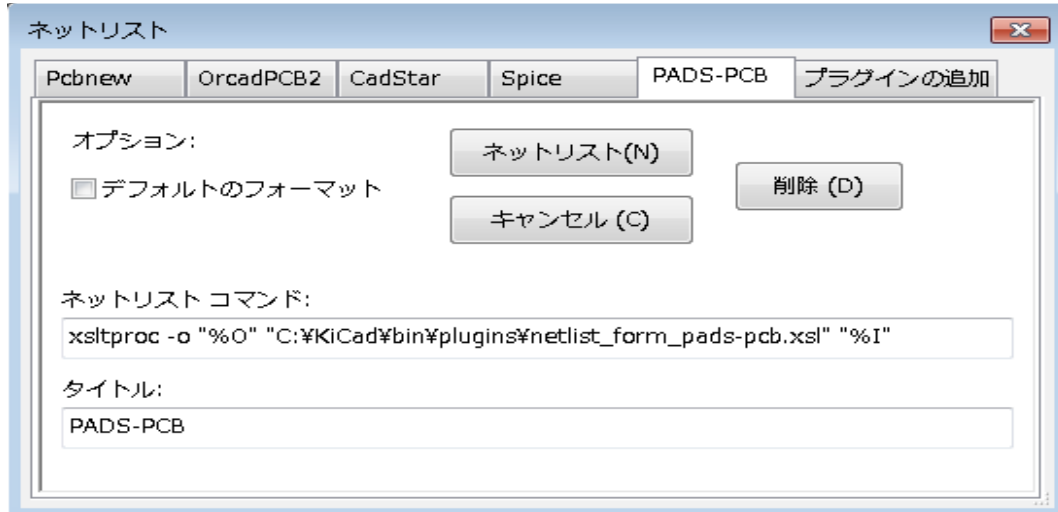 ネットリスト
Pcbnew OrcadPCB2 CadStar Spice PADS-PCB プラグインの追加
オプション: ネットリスト(N)
デフォルトのフォーマット 削除 (D)
キャンセル (C)
ネットリスト コマンド:
xsltproc -o "%O" "C:¥KiCad¥bin¥plugins¥netlist_form_pads-pcb.xsl" "%I"
タイトル:
PADS-PCB